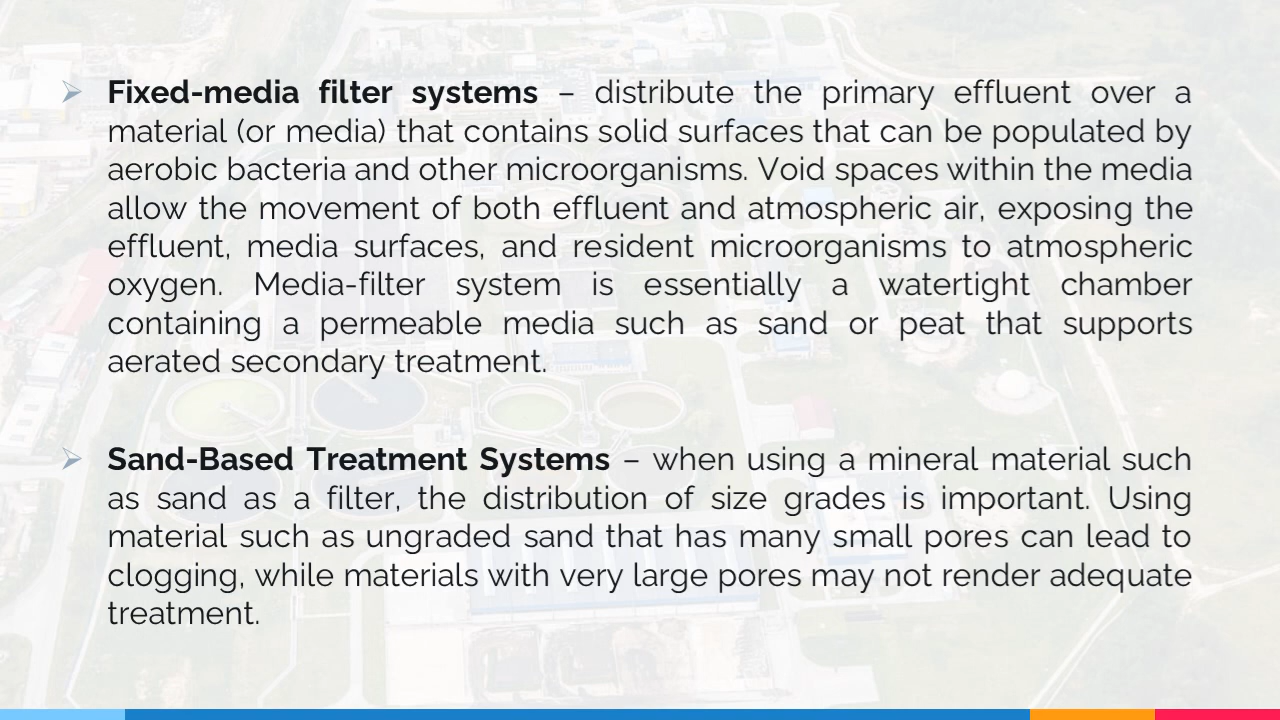 ➢ Fixed-media filter systems – distribute the primary effluent over a
material (or media) that contains solid surfaces that can be populated by
aerobic bacteria and other microorganisms. Void spaces within the media
allow the movement of both effluent and atmospheric air, exposing the
effluent, media surfaces, and resident microorganisms to atmospheric
oxygen. Media-filter system is essentially a watertight chamber
containing a permeable media such as sand or peat that supports
aerated secondary treatment.
➢ Sand-Based Treatment Systems – when using a mineral material such
as sand as a filter, the distribution of size grades is important. Using
material such as ungraded sand that has many small pores can lead to
clogging, while materials with very large pores may not render adequate
treatment.